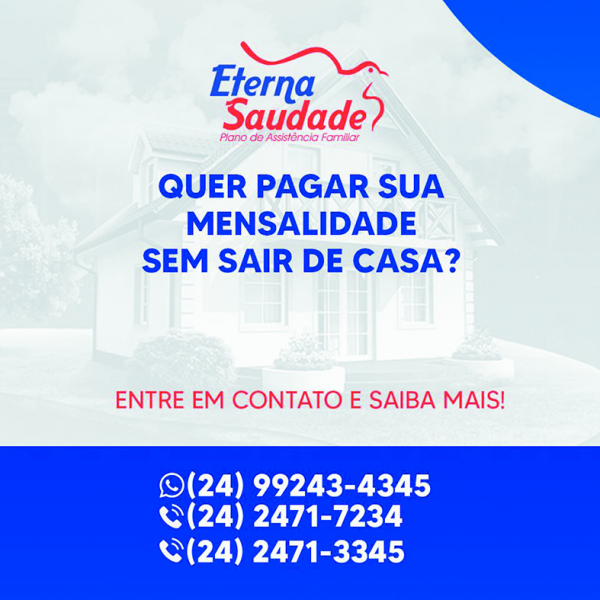 Eterna
Saudade
Plano de Assistência Familiar
QUER PAGAR SUA
MENSALIDADE
SEM SAIR DE CASA?
ENTRE EM CONTATO E SAIBA MAIS!
(24) 99243-4345
(24) 2471-7234
(24) 2471-3345